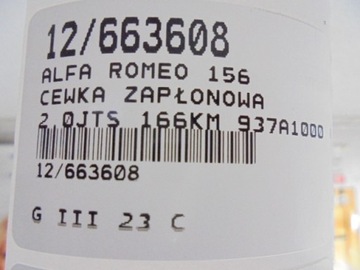 12/663608
ALFA ROMEO 156
CEWKA ZAPŁONOWA
2.0JTS 166KM 937A1000
12/663608
G III 23 C